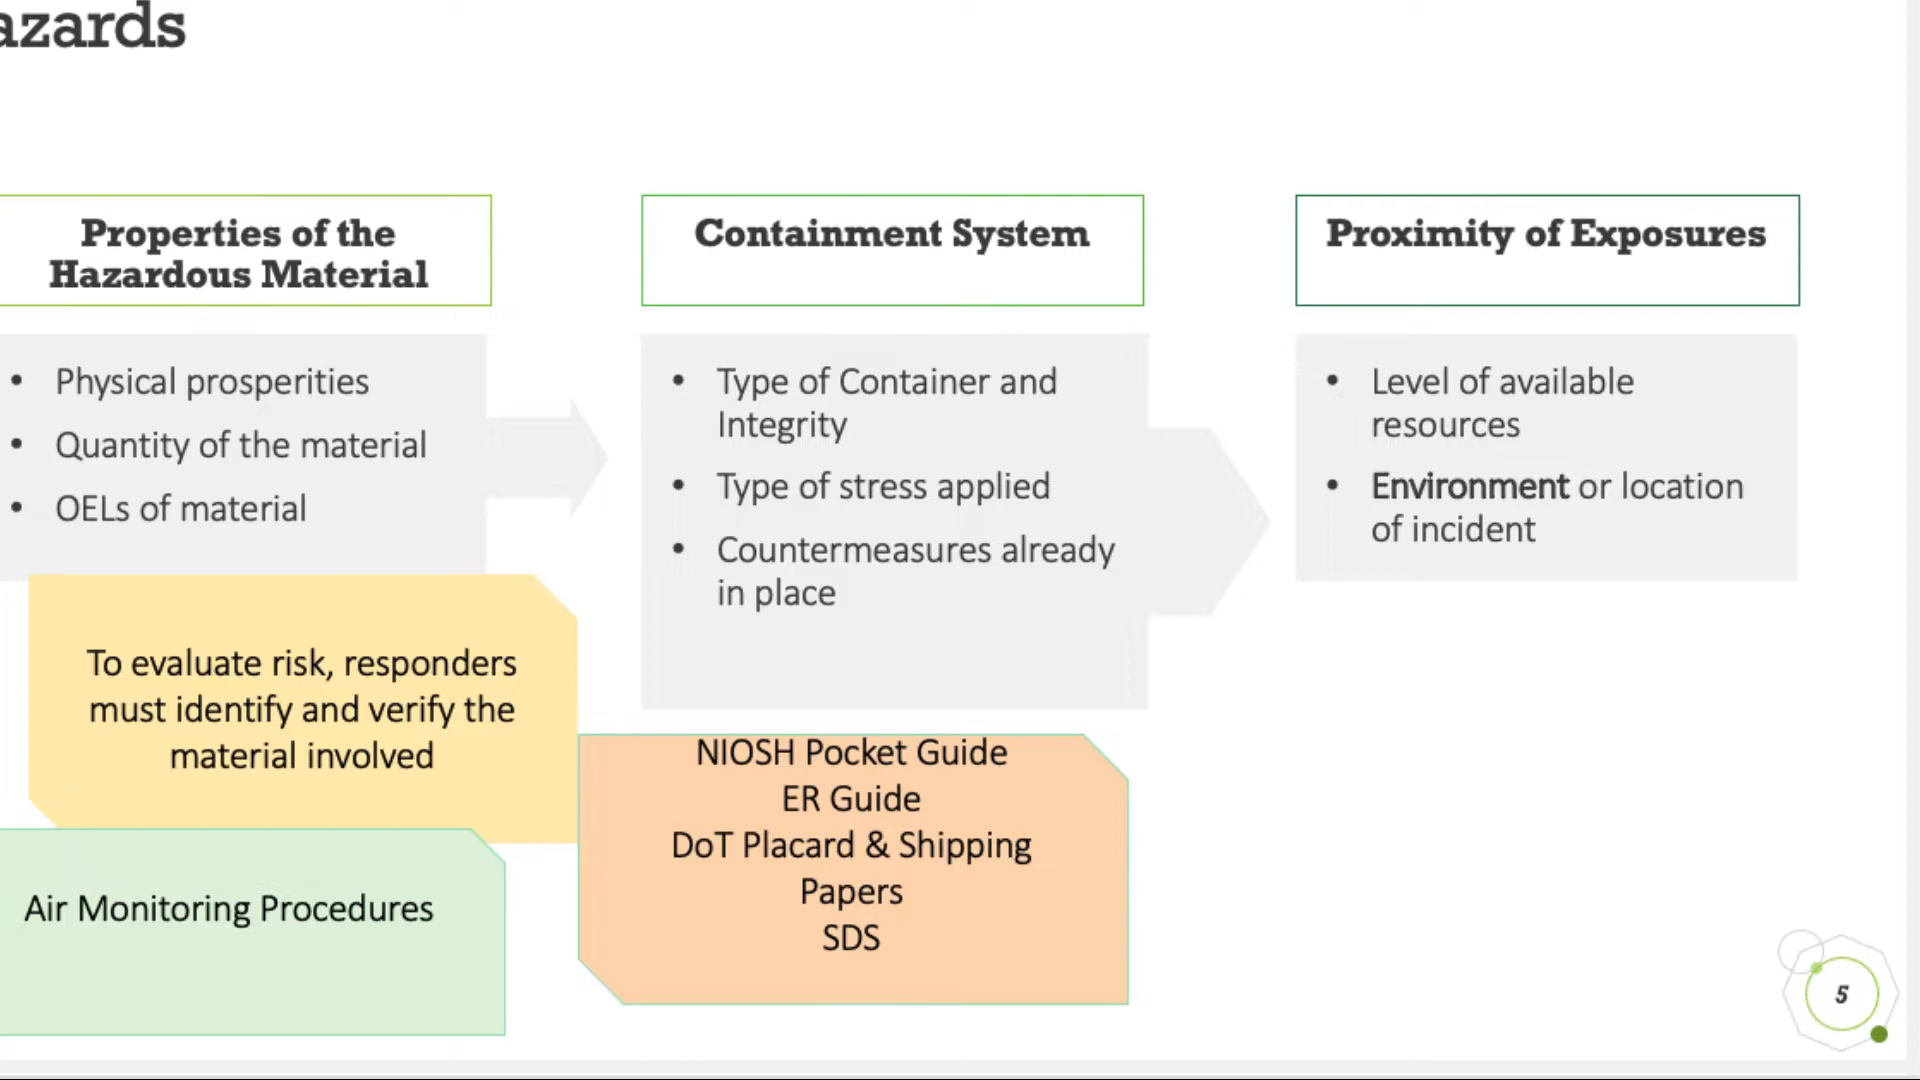 azards
Properties of the
Hazardous Material
• Physical prosperities
• Quantity of the material
• OELs of material
Containment System
• Type of Container and
Integrity
• Type of stress applied
• Countermeasures already
in place
Proximity of Exposures
• Level of available
resources
• Environment or location
of incident
To evaluate risk, responders
must identify and verify the
material involved
Air Monitoring Procedures
NIOSH Pocket Guide
ER Guide
DoT Placard & Shipping
Papers
SDS
5